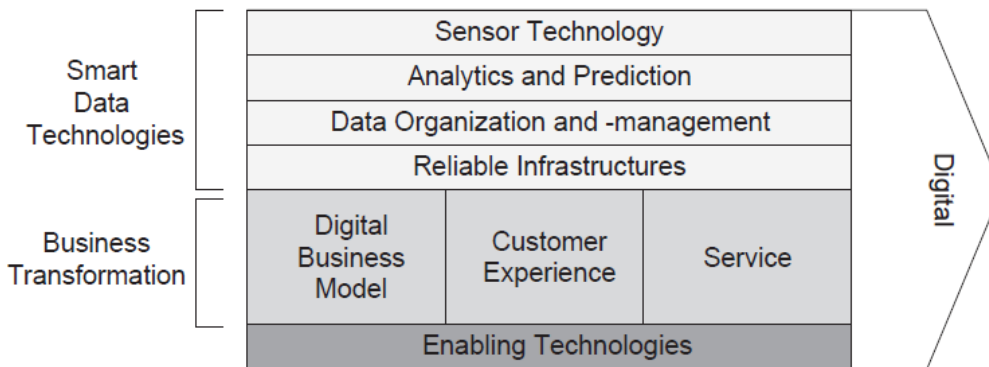 Smart
Data
Technologies
Sensor Technology
Analytics and Prediction
Data Organization and -management
Reliable Infrastructures
Business
Transformation
Digital
Business
Model
Customer
Experience
Service
Enabling Technologies
Digital